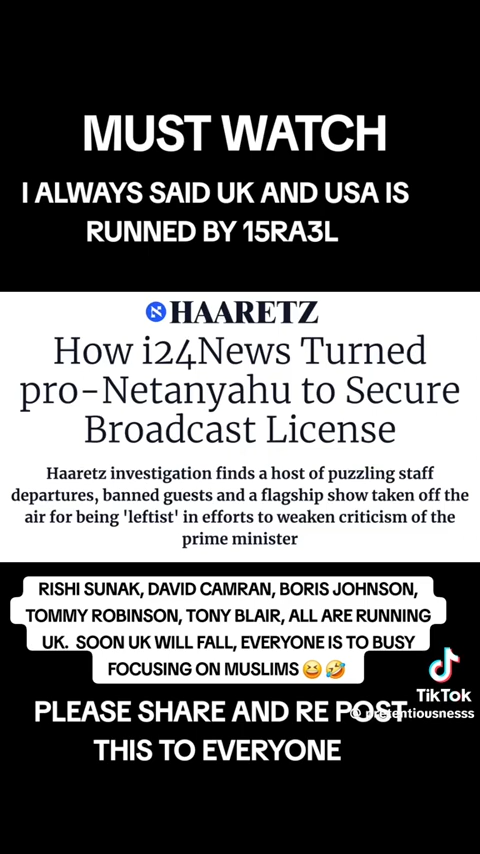 MUST WATCH
I ALWAYS SAID UK AND USA IS
RUNNED BY 15RA3L
HAARETZ
How i24News Turned
pro-Netanyahu to Secure
Broadcast License
Haaretz investigation finds a host of puzzling staff
departures, banned guests and a flagship show taken off the
air for being 'leftist' in efforts to weaken criticism of the
prime minister
RISHI SUNAK, DAVID CAMRAN, BORIS JOHNSON,
TOMMY ROBINSON, TONY BLAIR, ALL ARE RUNNING
UK. SOON UK WILL FALL, EVERYONE IS TO BUSY
FOCUSING ON MUSLIMS 😆🤣
TikTok
PLEASE SHARE AND RE POST
@pretentiousnesss
THIS TO EVERYONE